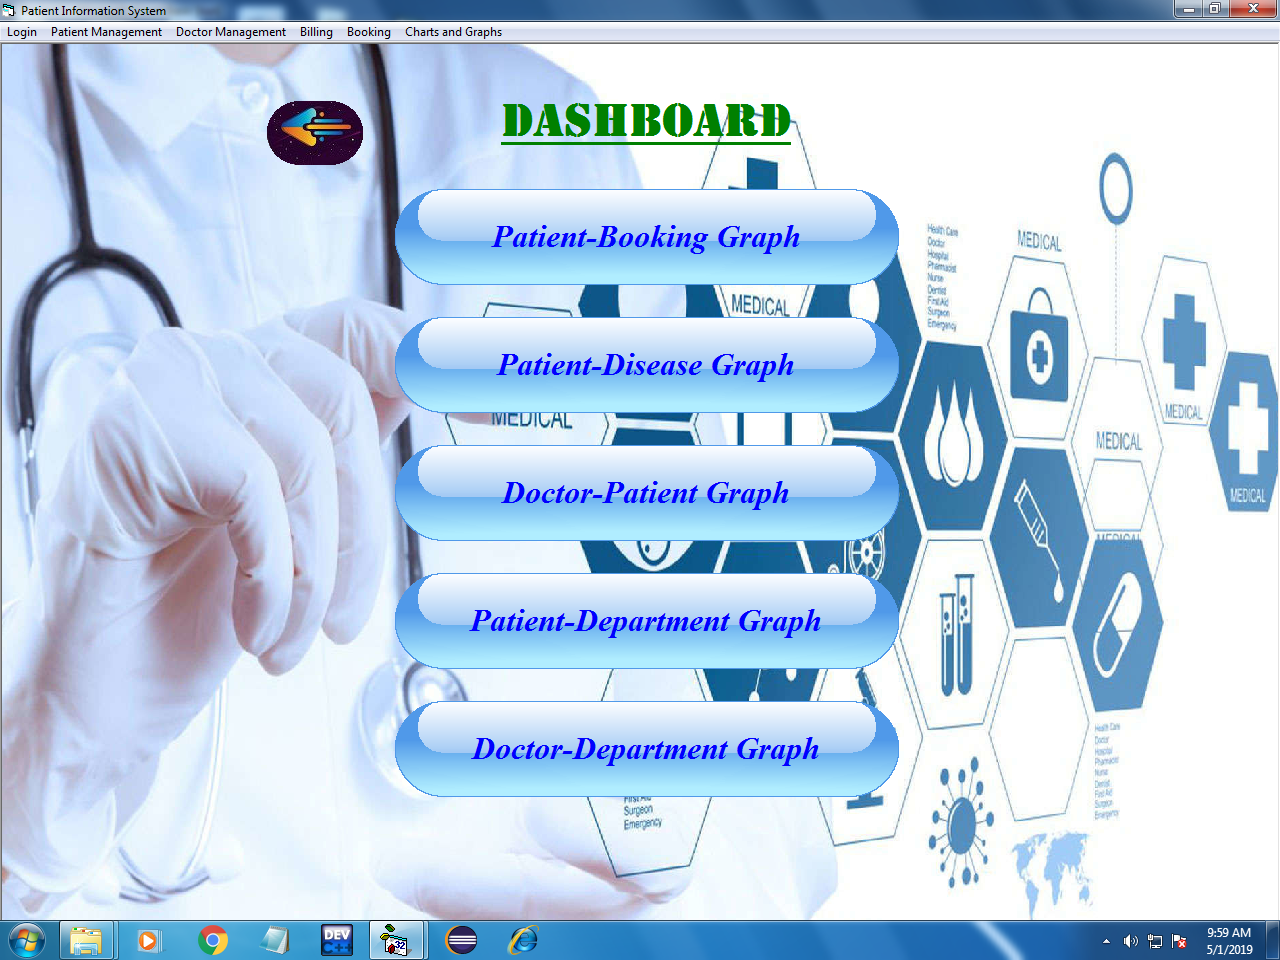 Patient Information System
Login Patient Management Doctor Management Billing Booking Charts and Graphs
DASHBOARD
Patient-Booking Graph
Patient-Disease Graph
Doctor-Patient Graph
Patient-Department Graph
Doctor-Department Graph
MEDICAL
Health Care
Doctor
Hospital
Pharmacist
Nurse
Dentist
First Aid
Surgeon
Emergency
MEDICAL
MEDICAL
MEDICAL
MEDICAL
MEDICAL
MEDICAL
First Aid
Surgeon
Emergency
Health Care
Doctor
Hospital
Pharmacist
Nurse
Dentist
First Aid
Surgeon
Emergency
DEV
C++
32
9:59 AM
5/1/2019